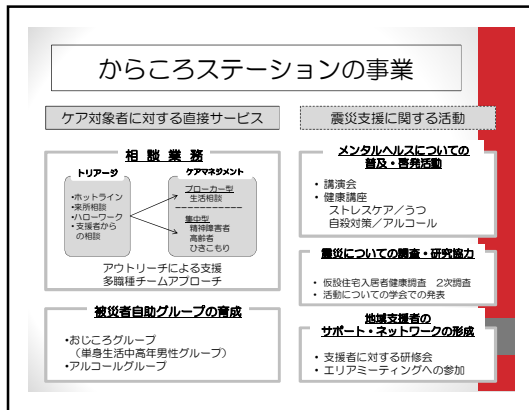 からころステーションの事業
ケア対象者に対する直接サービス
相 談 業 務
トリアージ
•ホットライン
•来所相談
•ハローワーク
•支援者から
の相談
ケアマネジメント
ブローカー型
生活相談
集中型
精神障害者
高齢者
ひきこもり
アウトリーチによる支援
多職種チームアプローチ
被災者自助グループの育成
•おじころグループ
（単身生活中高年男性グループ）
•アルコールグループ
震災支援に関する活動
メンタルヘルスについての
普及・啓発活動
• 講演会
• 健康講座
ストレスケア／うつ
自殺対策／アルコール
震災についての調査・研究協力
• 仮設住宅入居者健康調査 2次調査
• 活動についての学会での発表
地域支援者の
サポート・ネットワークの形成
• 支援者に対する研修会
• エリアミーティングへの参加